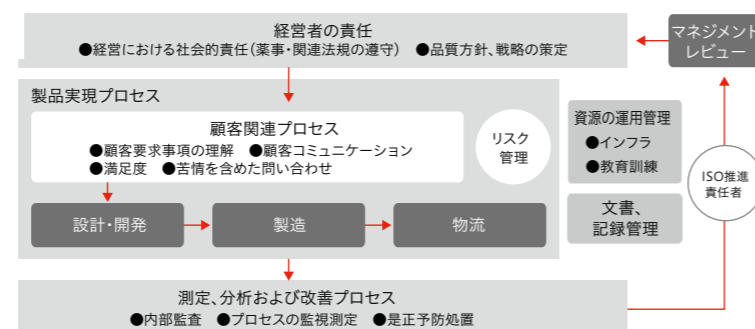 経営者の責任
●経営における社会的責任(薬事・関連法規の遵守) ●品質方針、戦略の策定
マネジメント
レビュー
製品実現プロセス
顧客関連プロセス
●顧客要求事項の理解 ●顧客コミュニケーション
●満足度 ●苦情を含めた問い合わせ
リスク
管理
資源の運用管理
●インフラ
●教育訓練
ISO推進
責任者
設計・開発
製造
物流
文書、
記録管理
測定、分析および改善プロセス
●内部監査 ●プロセスの監視測定 ●是正予防処置